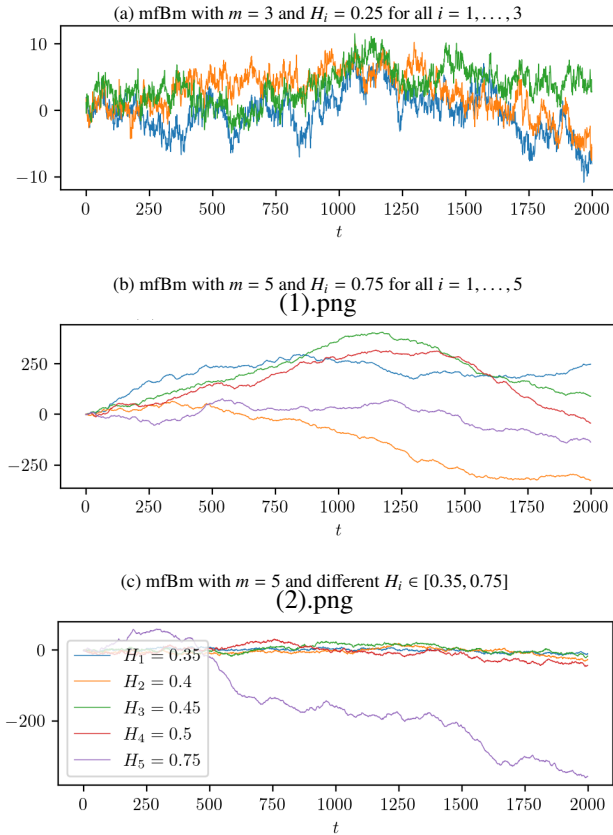 (a) mfBm with m = 3 and H_i = 0.25 for all i = 1, . . . , 3
10
0
−10
0 250 500 750 1000 1250 1500 1750 2000
t
(b) mfBm with m = 5 and H_i = 0.75 for all i = 1, . . . , 5
(1).png
250
0
−250
0 250 500 750 1000 1250 1500 1750 2000
t
(c) mfBm with m = 5 and different H_i ∈ [0.35, 0.75]
(2).png
0
−200
H_1 = 0.35
H_2 = 0.4
H_3 = 0.45
H_4 = 0.5
H_5 = 0.75
0 250 500 750 1000 1250 1500 1750 2000
t